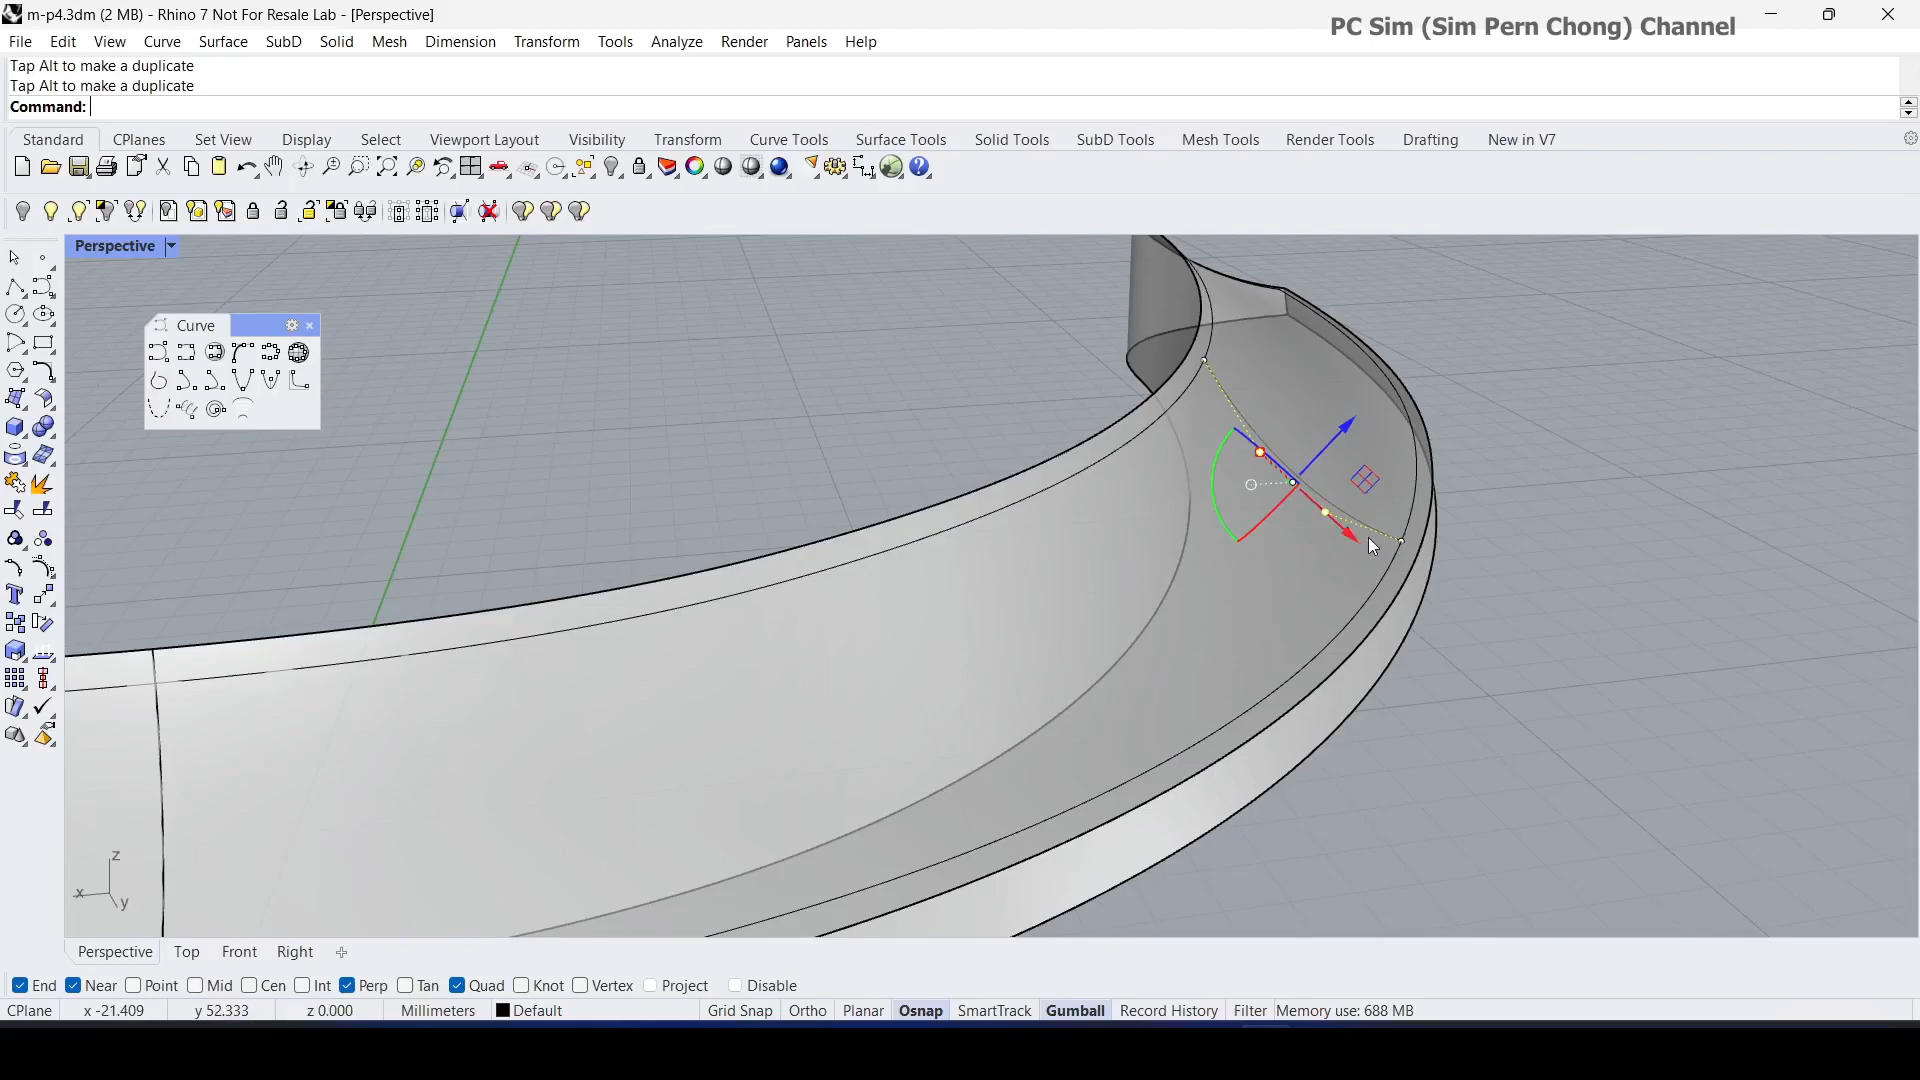 m-p4.3dm (2 MB) - Rhino 7 Not For Resale Lab - [Perspective]
PC Sim (Sim Pern Chong) Channel
File Edit View Curve Surface SubD Solid Mesh Dimension Transform Tools Analyze Render Panels Help
Tap Alt to make a duplicate
Tap Alt to make a duplicate
Command:
Standard CPlanes Set View Display Select Viewport Layout Visibility Transform Curve Tools Surface Tools Solid Tools SubD Tools Mesh Tools Render Tools Drafting New in V7
Perspective
Curve
z
x
y
Perspective Top Front Right
End Near Point Mid Cen Int Perp Tan Quad Knot Vertex Project Disable
CPlane x -21.409 y 52.333 z 0.000 Millimeters Default Grid Snap Ortho Planar Osnap SmartTrack Gumball Record History Filter Memory use: 688 MB